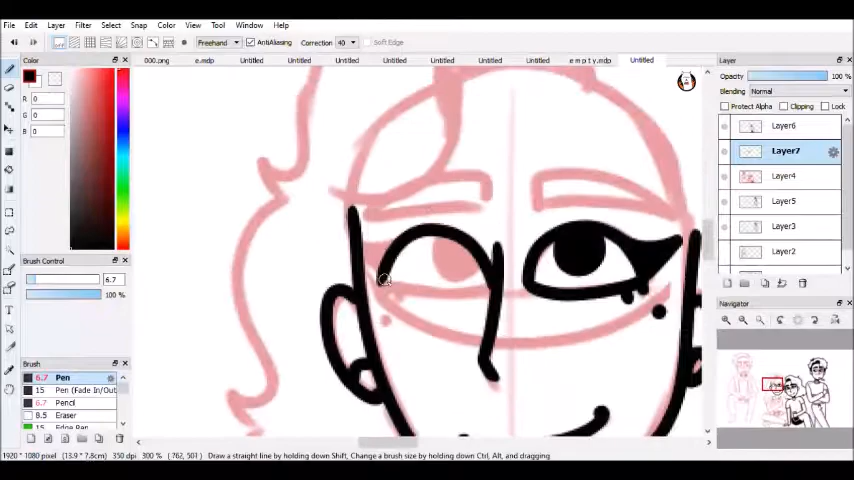 File Edit Layer Filter Select Snap Color View Tool Window Help
OFF Freehand AntiAliasing Correction 40 Soft Edge
Color 000.png e.mdp Untitled Untitled Untitled Untitled Untitled Untitled Untitled e m p t y.mdp Untitled Layer
Opacity 100 %
Blending Normal
R 0
Protect Alpha Clipping Lock
G 0
Layer6
B 0
Layer7
Layer4
Layer5
Layer3
Layer2
Brush Control
6.7
100 %
Navigator
Brush
6.7 Pen
15 Pen (Fade In/Out
6.7 Pencil
8.5 Eraser
15 Edge Pen
1920 * 1080 pixel (13.9 * 7.8cm) 350 dpi 300 % ( 762, 501) Draw a straight line by holding down Shift, Change a brush size by holding down Ctrl, Alt, and dragging